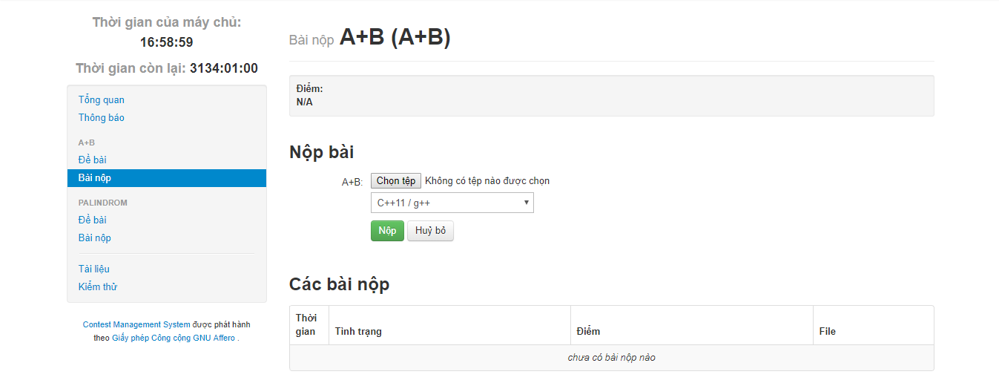 Thời gian của máy chủ:
16:58:59
Thời gian còn lại: 3134:01:00
Tổng quan
Thông báo
A+B
Đề bài
Bài nộp
PALINDROM
Đề bài
Bài nộp
Tài liệu
Kiểm thử
Contest Management System được phát hành
theo Giấy phép Công cộng GNU Affero .
Bài nộp A+B (A+B)
Điểm:
N/A
Nộp bài
A+B: Chọn tệp Không có tệp nào được chọn
C++11 / g++
Nộp Huỷ bỏ
Các bài nộp
Thời gian Tình trạng Điểm File
chưa có bài nộp nào